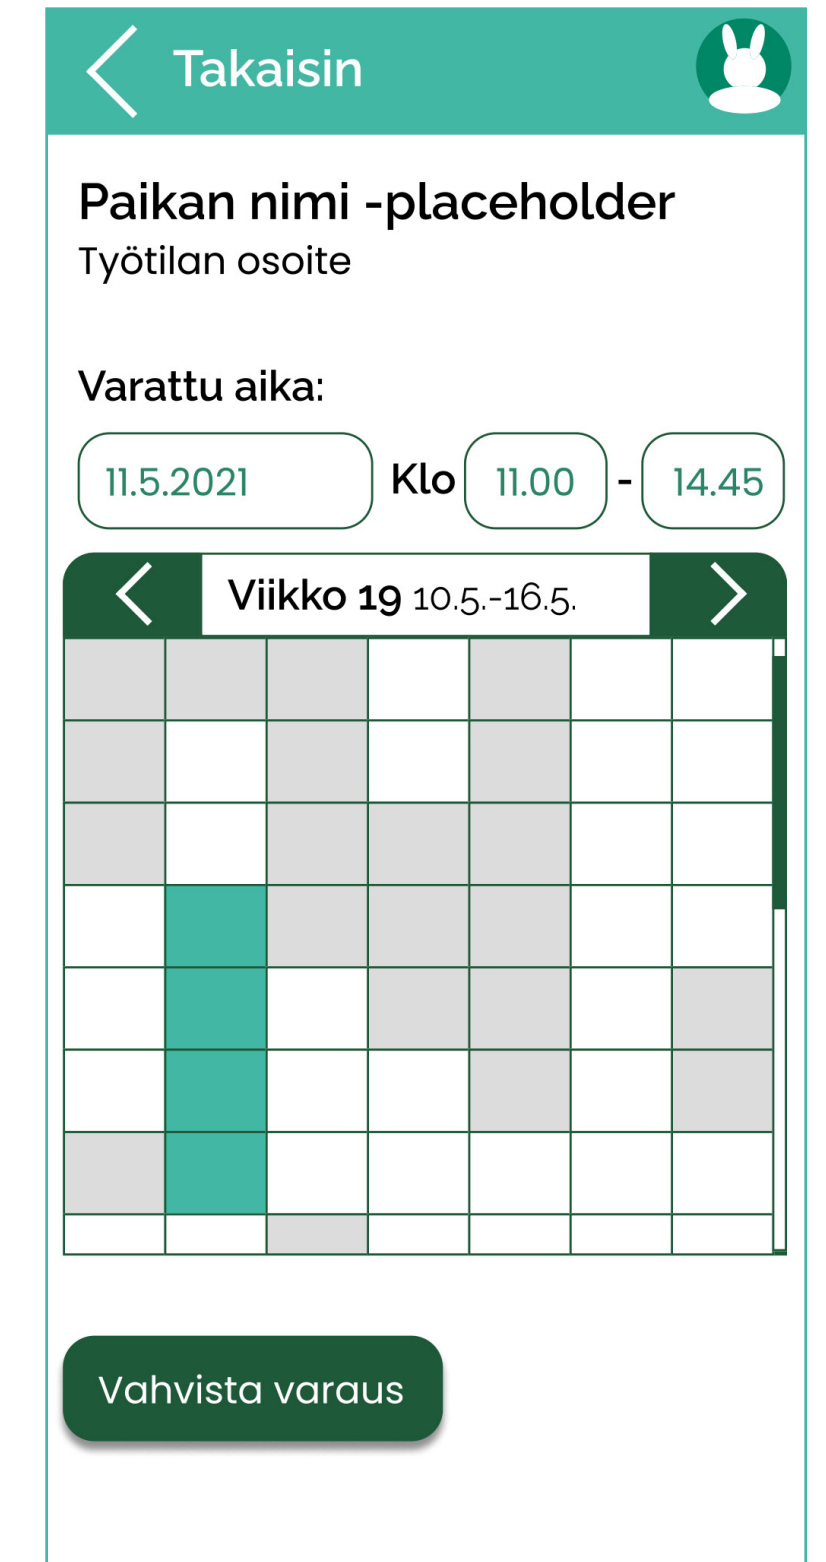 Takaisin
Paikan nimi -placeholder
Työtilan osoite
Varattu aika:
11.5.2021 Klo 11.00 - 14.45
Viikko 19 10.5.-16.5.
Vahvista varaus